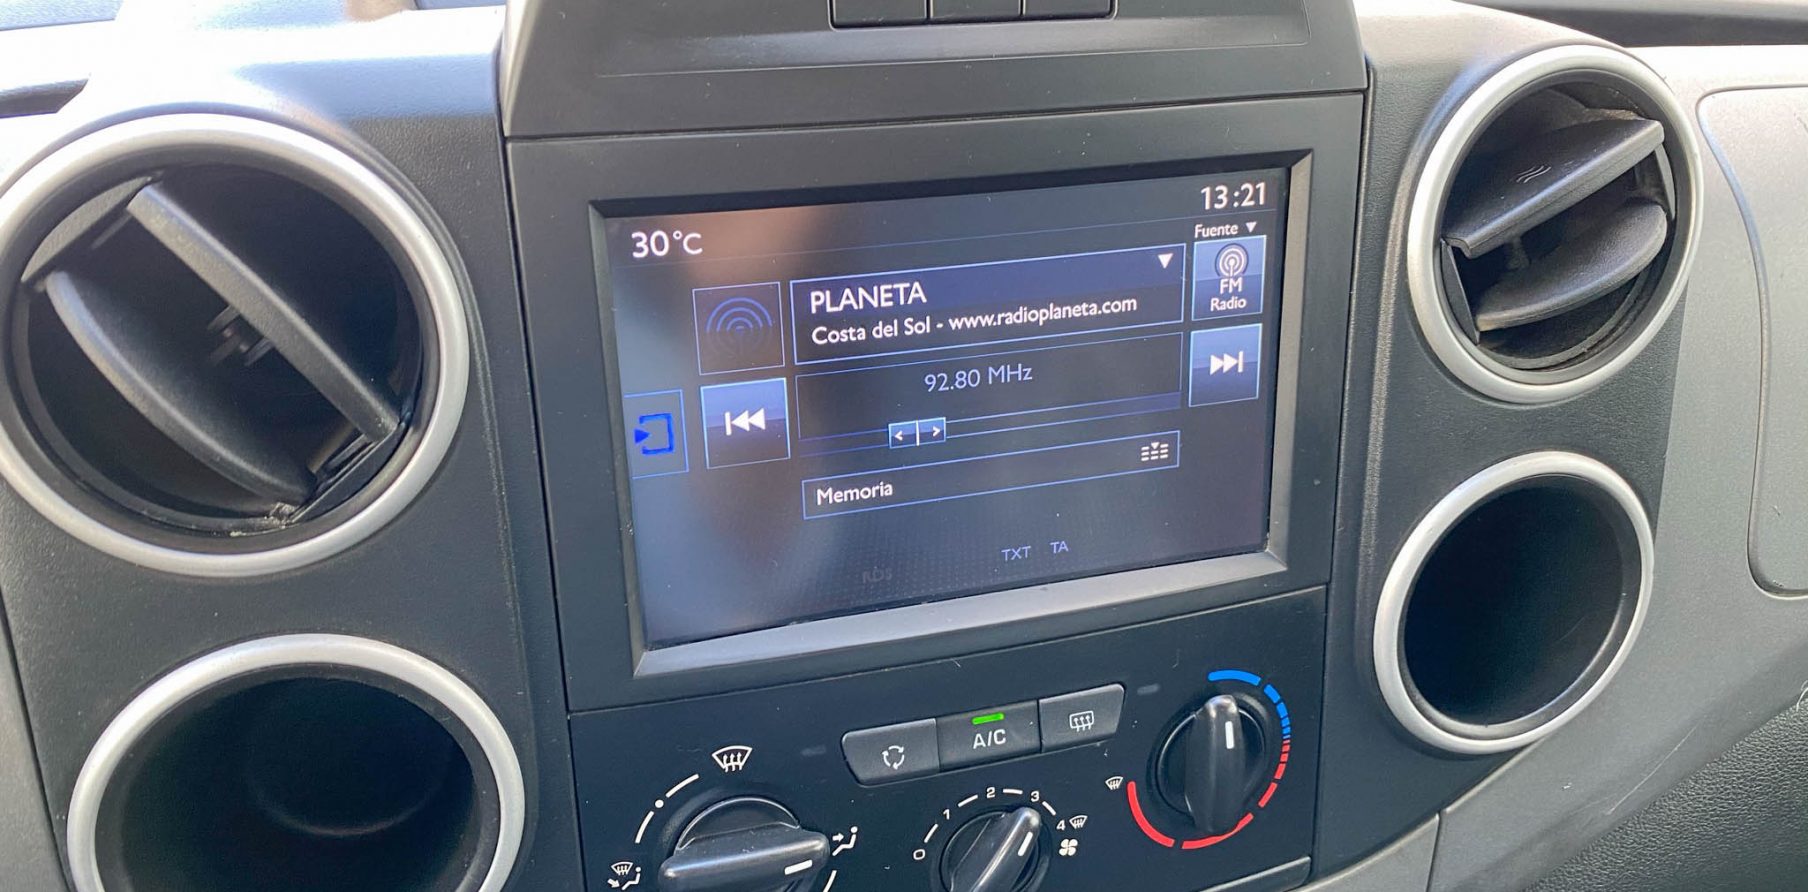 30°C
13:21
Fuente
PLANETA
Costa del Sol - www.radioplaneta.com
FM
Radio
92.80 MHz
Memoria
TXT TA
RDS
A/C
0 1 2 3 4